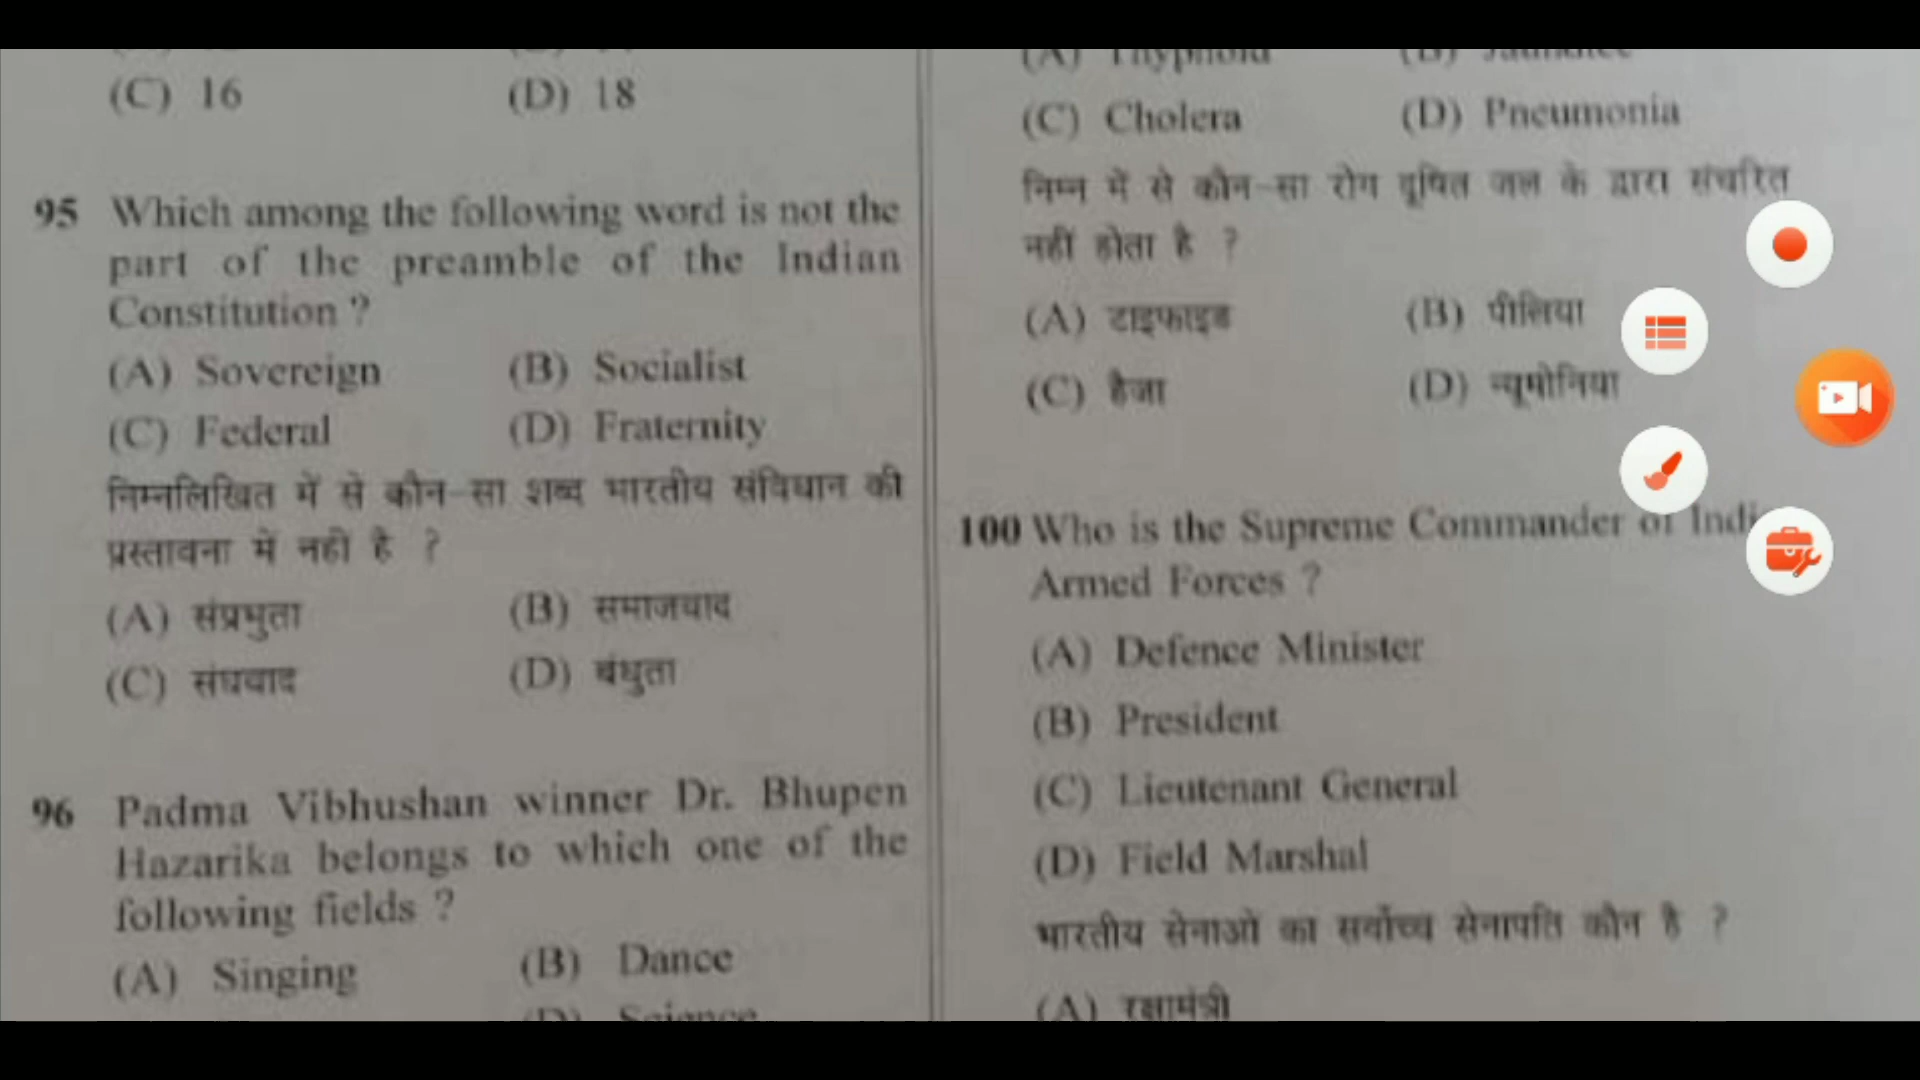 (C) 16 (D) 18
95 Which among the following word is not the
part of the preamble of the Indian
Constitution ?
(A) Sovereign (B) Socialist
(C) Federal (D) Fraternity
निम्नलिखित में से कौन-सा शब्द भारतीय संविधान की
प्रस्तावना में नहीं है ?
(A) संप्रभुता (B) समाजवाद
(C) संघवाद (D) बंधुता
96 Padma Vibhushan winner Dr. Bhupen
Hazarika belongs to which one of the
following fields ?
(A) Singing (B) Dance
(D) Science
(A) Thyphoid (B) Jaundice
(C) Cholera (D) Pneumonia
निम्न में से कौन-सा रोग दूषित जल के द्वारा संचरित
नहीं होता है ?
(A) टाइफाइड (B) पीलिया
(C) हैजा (D) न्यूमोनिया
100 Who is the Supreme Commander of Indi
Armed Forces ?
(A) Defence Minister
(B) President
(C) Lieutenant General
(D) Field Marshal
भारतीय सेनाओं का सर्वोच्च सेनापति कौन है ?
(A) रक्षामंत्री